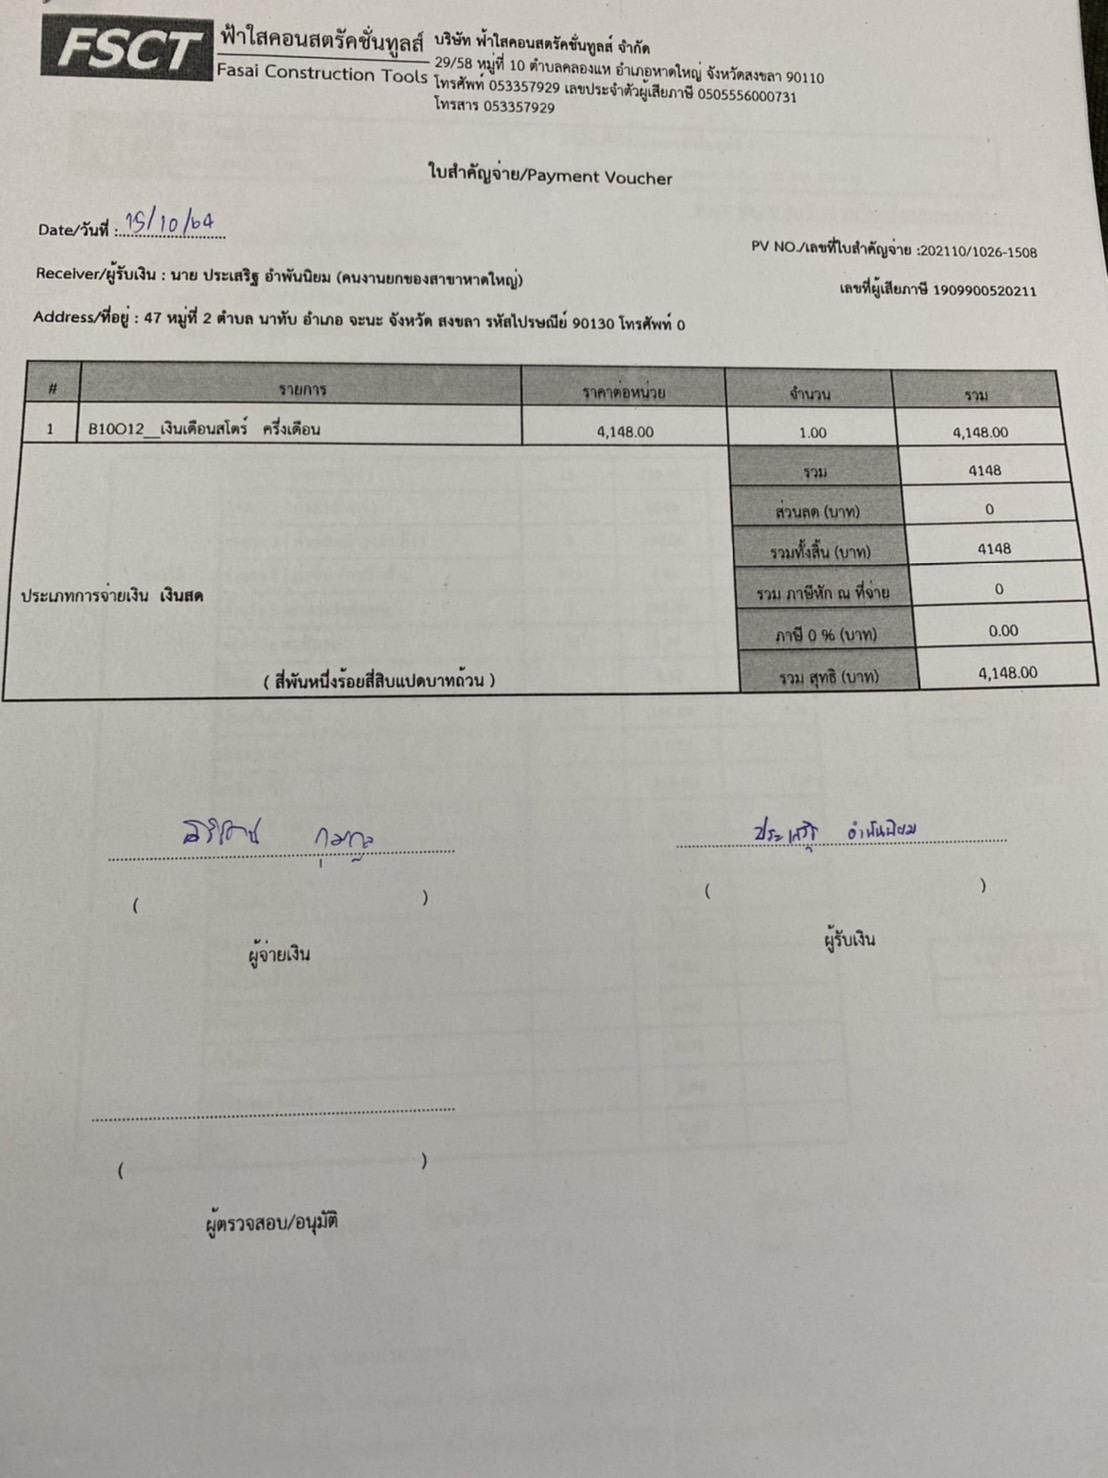 FSCT
ฟ้าใสคอนสตรัคชั่นทูลส์
Fasai Construction Tools
บริษัท ฟ้าใสคอนสตรัคชั่นทูลส์ จำกัด
29/58 หมู่ที่ 10 ตำบลคลองแห อำเภอหาดใหญ่ จังหวัดสงขลา 90110
โทรศัพท์ 053357929 เลขประจำตัวผู้เสียภาษี 0505556000731
โทรสาร 053357929
ใบสำคัญจ่าย/Payment Voucher
Date/วันที่ : 15/10/64
PV NO./เลขที่ใบสำคัญจ่าย :202110/1026-1508
Receiver/ผู้รับเงิน : นาย ประเสริฐ อำพันนิยม (คนงานยกของสาขาหาดใหญ่)
เลขที่ผู้เสียภาษี 1909900520211
Address/ที่อยู่ : 47 หมู่ที่ 2 ตำบล นาทับ อำเภอ จะนะ จังหวัด สงขลา รหัสไปรษณีย์ 90130 โทรศัพท์ 0
# รายการ ราคาต่อหน่วย จำนวน รวม
1 B10O12__เงินเดือนสโตร์ ครึ่งเดือน 4,148.00 1.00 4,148.00
รวม 4148
ส่วนลด (บาท) 0
รวมทั้งสิ้น (บาท) 4148
ประเภทการจ่ายเงิน เงินสด
รวม ภาษีหัก ณ ที่จ่าย 0
ภาษี 0 % (บาท) 0.00
( สี่พันหนึ่งร้อยสี่สิบแปดบาทถ้วน )
รวม สุทธิ (บาท) 4,148.00
ประเสริฐ อำพันนิยม
( ) ( )
ผู้จ่ายเงิน ผู้รับเงิน
( )
ผู้ตรวจสอบ/อนุมัติ